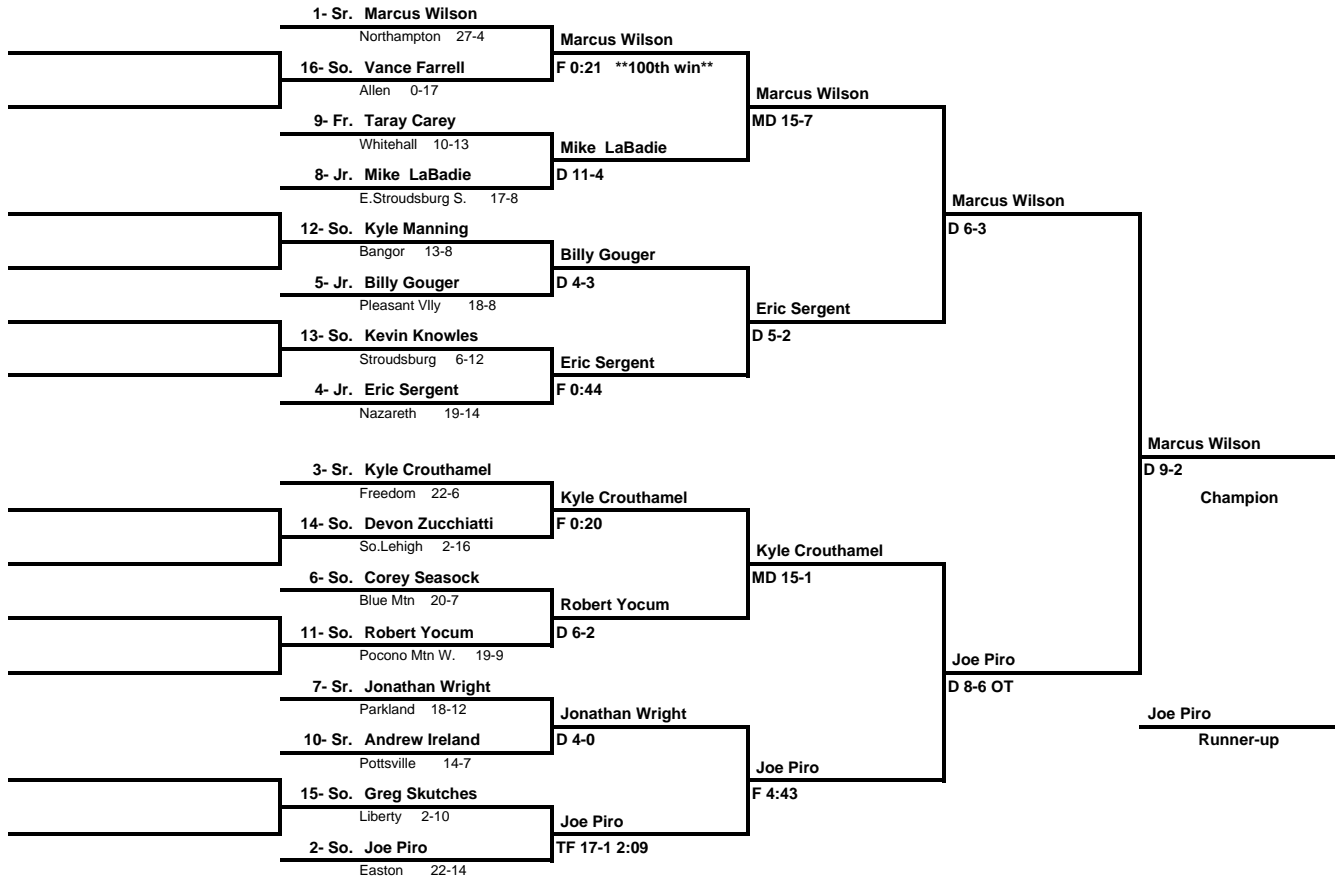 1- Sr. Marcus Wilson
Northampton 27-4
Marcus Wilson
16- So. Vance Farrell
F 0:21 **100th win**
Allen 0-17
Marcus Wilson
9- Fr. Taray Carey
MD 15-7
Whitehall 10-13
Mike LaBadie
8- Jr. Mike LaBadie
D 11-4
E.Stroudsburg S. 17-8
Marcus Wilson
12- So. Kyle Manning
D 6-3
Bangor 13-8
Billy Gouger
5- Jr. Billy Gouger
D 4-3
Pleasant Vlly 18-8
Eric Sergent
13- So. Kevin Knowles
D 5-2
Stroudsburg 6-12
Eric Sergent
4- Jr. Eric Sergent
F 0:44
Nazareth 19-14
Marcus Wilson
3- Sr. Kyle Crouthamel
D 9-2
Freedom 22-6
Kyle Crouthamel
Champion
14- So. Devon Zucchiatti
F 0:20
So.Lehigh 2-16
Kyle Crouthamel
6- So. Corey Seasock
MD 15-1
Blue Mtn 20-7
Robert Yocum
11- So. Robert Yocum
D 6-2
Pocono Mtn W. 19-9
Joe Piro
7- Sr. Jonathan Wright
D 8-6 OT
Parkland 18-12
Jonathan Wright
Joe Piro
10- Sr. Andrew Ireland
D 4-0
Runner-up
Pottsville 14-7
Joe Piro
15- So. Greg Skutches
F 4:43
Liberty 2-10
Joe Piro
2- So. Joe Piro
TF 17-1 2:09
Easton 22-14